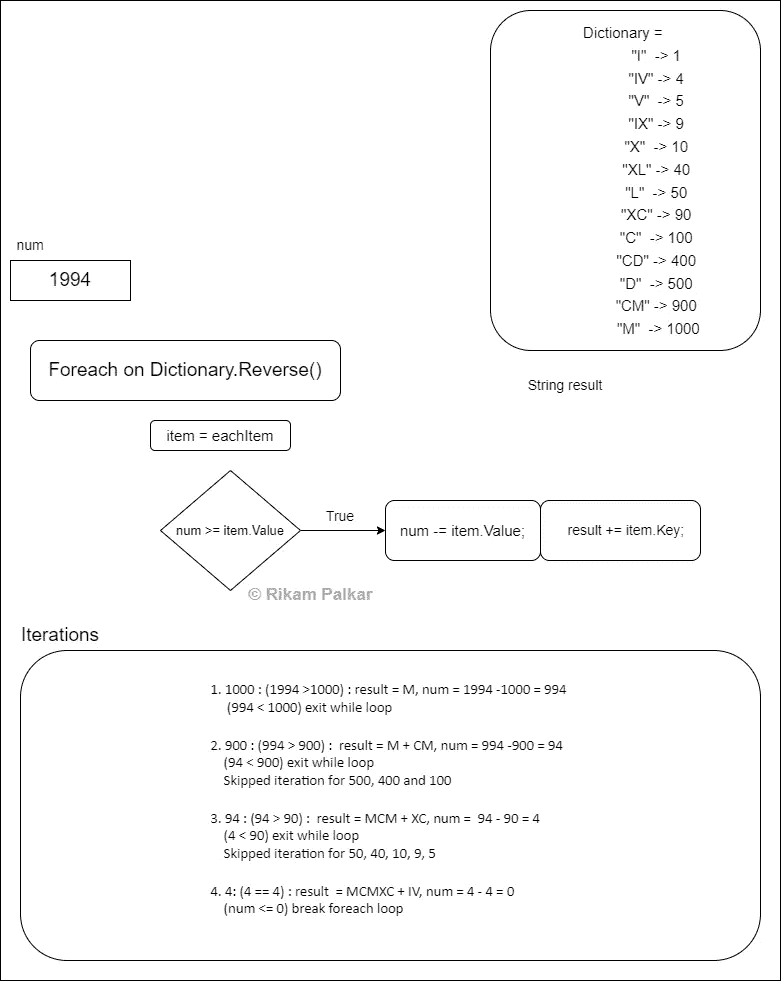 Dictionary =
"I" -> 1
"IV" -> 4
"V" -> 5
"IX" -> 9
"X" -> 10
"XL" -> 40
"L" -> 50
"XC" -> 90
"C" -> 100
"CD" -> 400
"D" -> 500
"CM" -> 900
"M" -> 1000
num
1994
Foreach on Dictionary.Reverse()
String result
item = eachItem
num >= item.Value
True
num -= item.Value;
result += item.Key;
© Rikam Palkar
Iterations
1. 1000 : (1994 >1000) : result = M, num = 1994 -1000 = 994
(994 < 1000) exit while loop
2. 900 : (994 > 900) : result = M + CM, num = 994 -900 = 94
(94 < 900) exit while loop
Skipped iteration for 500, 400 and 100
3. 94 : (94 > 90) : result = MCM + XC, num = 94 - 90 = 4
(4 < 90) exit while loop
Skipped iteration for 50, 40, 10, 9, 5
4. 4: (4 == 4) : result = MCMXC + IV, num = 4 - 4 = 0
(num <= 0) break foreach loop